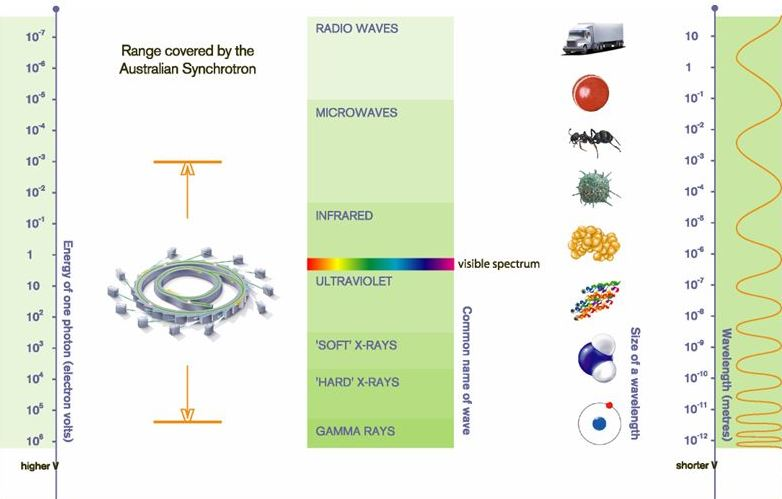 10⁻⁷
10⁻⁶
10⁻⁵
10⁻⁴
10⁻³
10⁻²
10⁻¹
1
10
10²
10³
10⁴
10⁵
10⁶
higher V
Energy of one photon (electron volts)
Range covered by the
Australian Synchrotron
RADIO WAVES
MICROWAVES
INFRARED
visible spectrum
ULTRAVIOLET
'SOFT' X-RAYS
'HARD' X-RAYS
GAMMA RAYS
Common name of wave
Size of a wavelength
10
1
10⁻¹
10⁻²
10⁻³
10⁻⁴
10⁻⁵
10⁻⁶
10⁻⁷
10⁻⁸
10⁻⁹
10⁻¹⁰
10⁻¹¹
10⁻¹²
shorter V
Wavelength (metres)